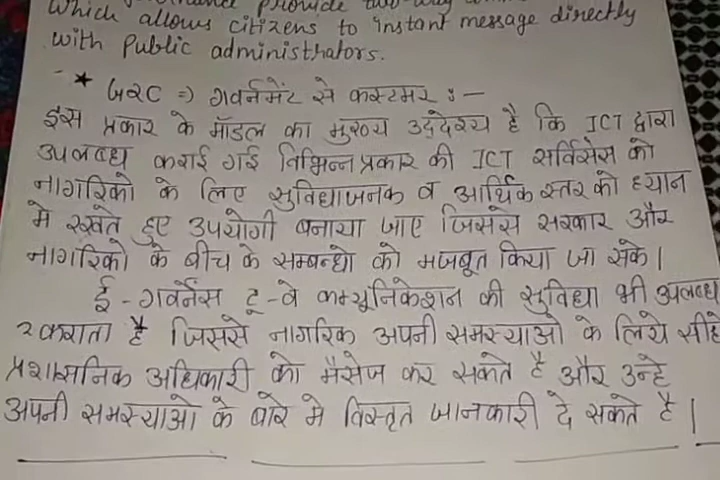 which allows citizens to instant message directly
with Public administrators.
★ G2C => गवर्नमेंट से कस्टमर :-
इस प्रकार के मॉडल का मुख्य उद्देश्य है कि ICT द्वारा
उपलब्ध कराई गई विभिन्न प्रकार की ICT सर्विसेस को
नागरिको के लिए सुविधाजनक व आर्थिक स्तर को ध्यान
मे रखते हुए उपयोगी बनाया जाए जिससे सरकार और
नागरिको के बीच के सम्बन्धो को मजबूत किया जा सके।
ई-गवर्नेंस टू-वे कम्यूनिकेशन की सुविधा भी उपलब्ध
कराता है जिससे नागरिक अपनी समस्याओ के लिये सीधे
प्रशासनिक अधिकारी को मैसेज कर सकते है और उन्हे
अपनी समस्याओ के बारे मे विस्तृत जानकारी दे सकते है।